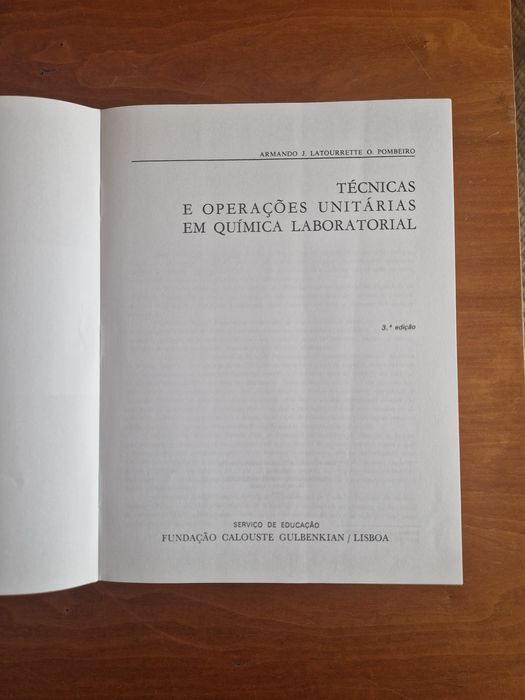 ARMANDO J. LATOURRETTE O. POMBEIRO
TÉCNICAS
E OPERAÇÕES UNITÁRIAS
EM QUÍMICA LABORATORIAL
3.ª edição
SERVIÇO DE EDUCAÇÃO
FUNDAÇÃO CALOUSTE GULBENKIAN / LISBOA